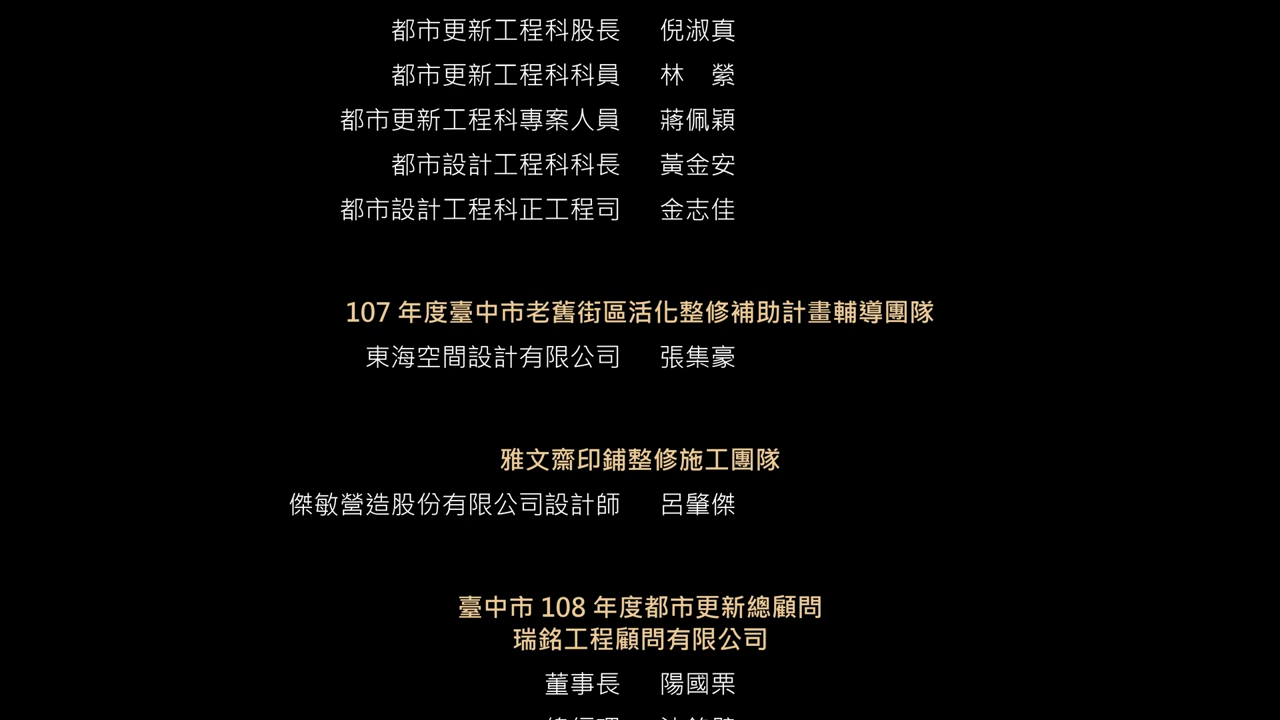 都市更新工程科股長 倪淑真
都市更新工程科科員 林 縈
都市更新工程科專案人員 蔣佩穎
都市設計工程科科長 黃金安
都市設計工程科正工程司 金志佳
107 年度臺中市老舊街區活化整修補助計畫輔導團隊
東海空間設計有限公司 張集豪
雅文齋印鋪整修施工團隊
傑敏營造股份有限公司設計師 呂肇傑
臺中市 108 年度都市更新總顧問
瑞銘工程顧問有限公司
董事長 陽國栗